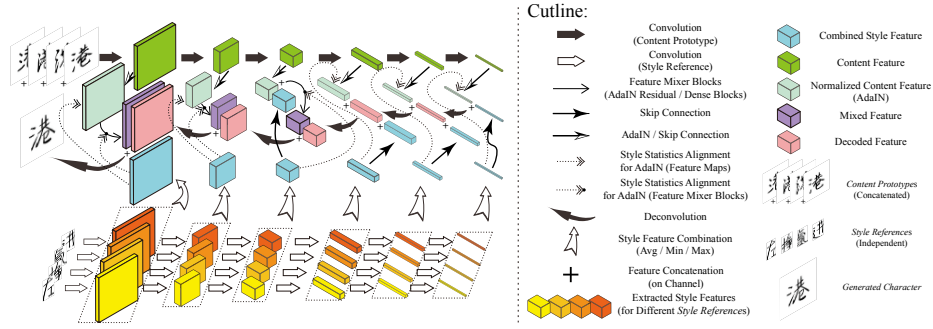 港
港
+ + + +
Cutline:
Convolution
(Content Prototype)
Convolution
(Style Reference)
Feature Mixer Blocks
(AdaIN Residual / Dense Blocks)
Skip Connection
AdaIN / Skip Connection
Style Statistics Alignment
for AdaIN (Feature Maps)
Style Statistics Alignment
for AdaIN (Feature Mixer Blocks)
Deconvolution
Style Feature Combination
(Avg / Min / Max)
Feature Concatenation
(on Channel)
Extracted Style Features
(for Different Style References)
Combined Style Feature
Content Feature
Normalized Content Feature
(AdaIN)
Mixed Feature
Decoded Feature
港
Content Prototypes
(Concatenated)
Style References
(Independent)
港
Generated Character